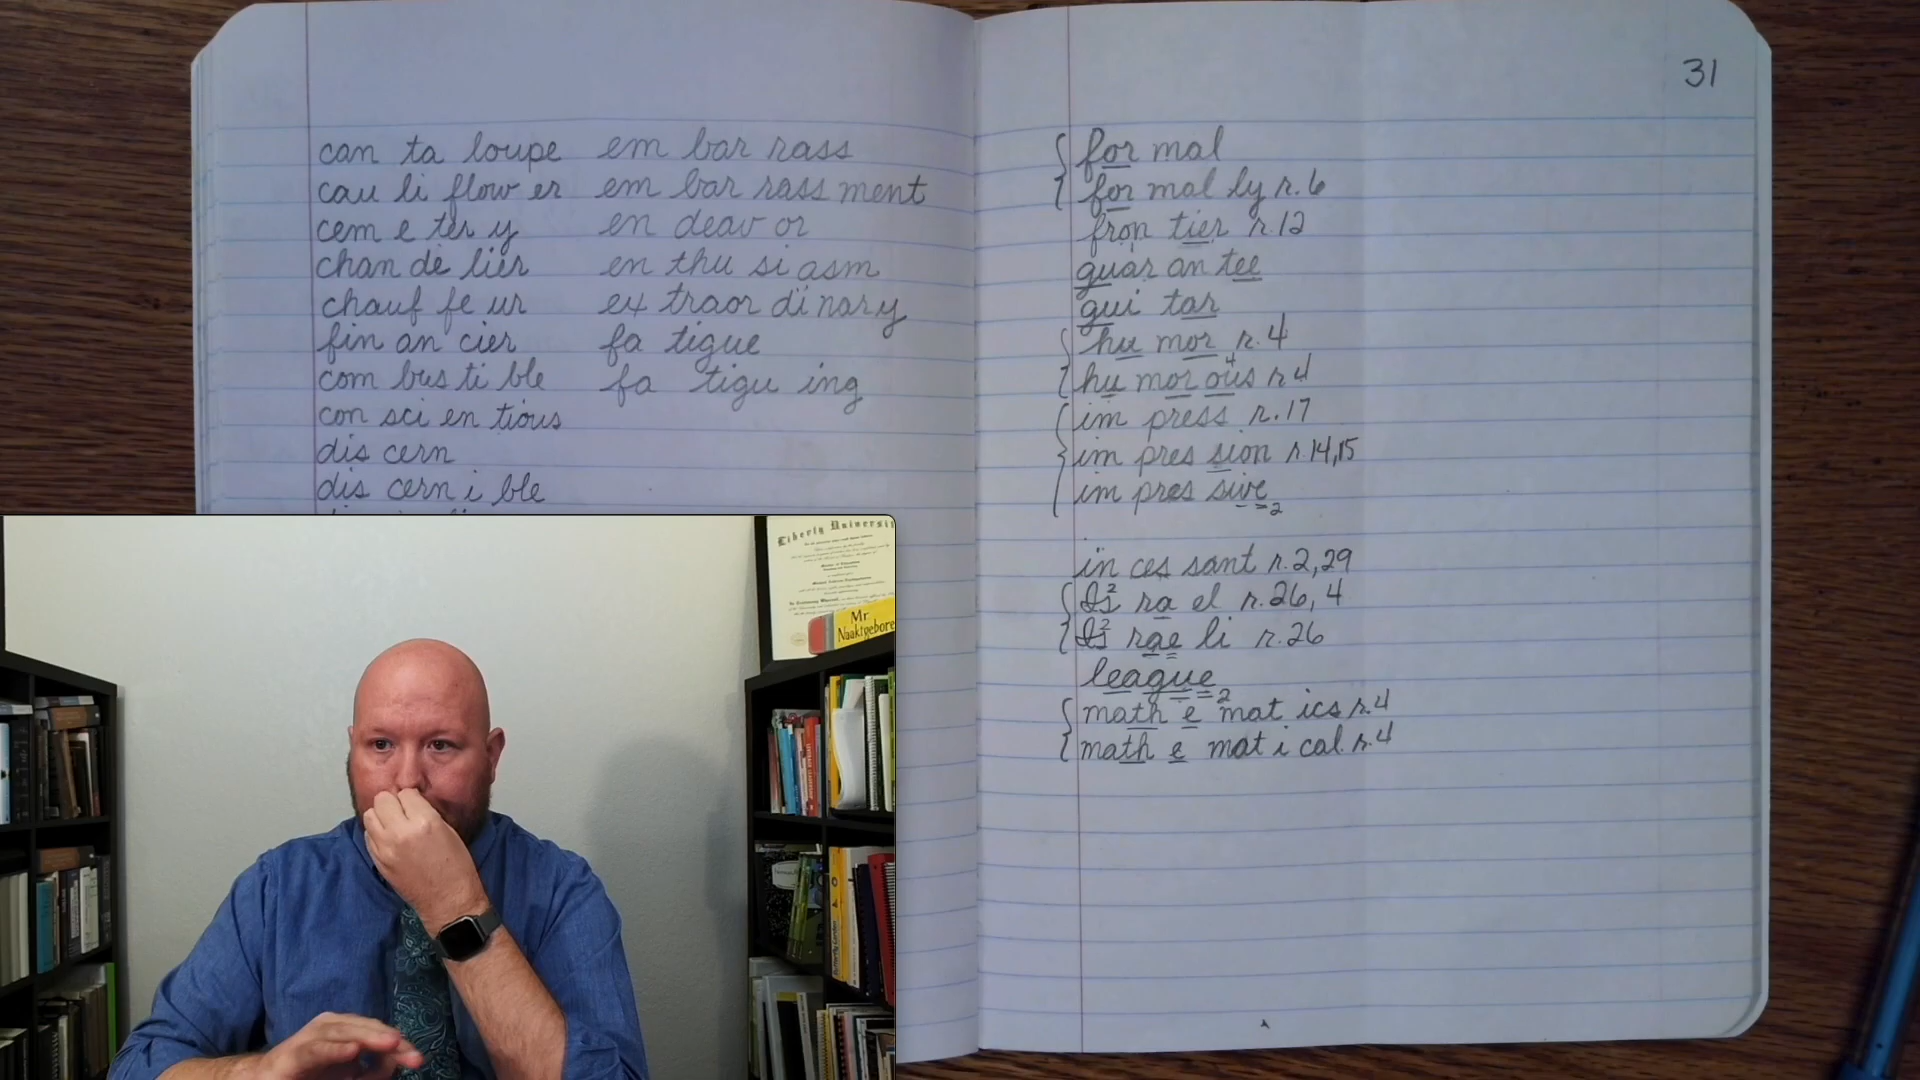 31
can ta loupe
cau li flow er
cem e ter y
chan de lier
chauf fe ur
fin an cier
com bus ti ble
con sci en tious
dis cern
dis cern i ble
em bar rass
em bar rass ment
en deav or
en thu si asm
ex traor di nary
fa tigue
fa tigu ing
for mal
for mal ly r.6
fron tier r.12
guar an tee
gui tar
hu mor r.4
hu mor ous r.4
im press r.17
im pres sion r.14,15
im pres sive 2
in ces sant r.2,29
Is ra el r.26, 4
Is rae li r.26
league 2
math e mat ics r.4
math e mat i cal r.4
Liberty University
Mr
Naaktgebore